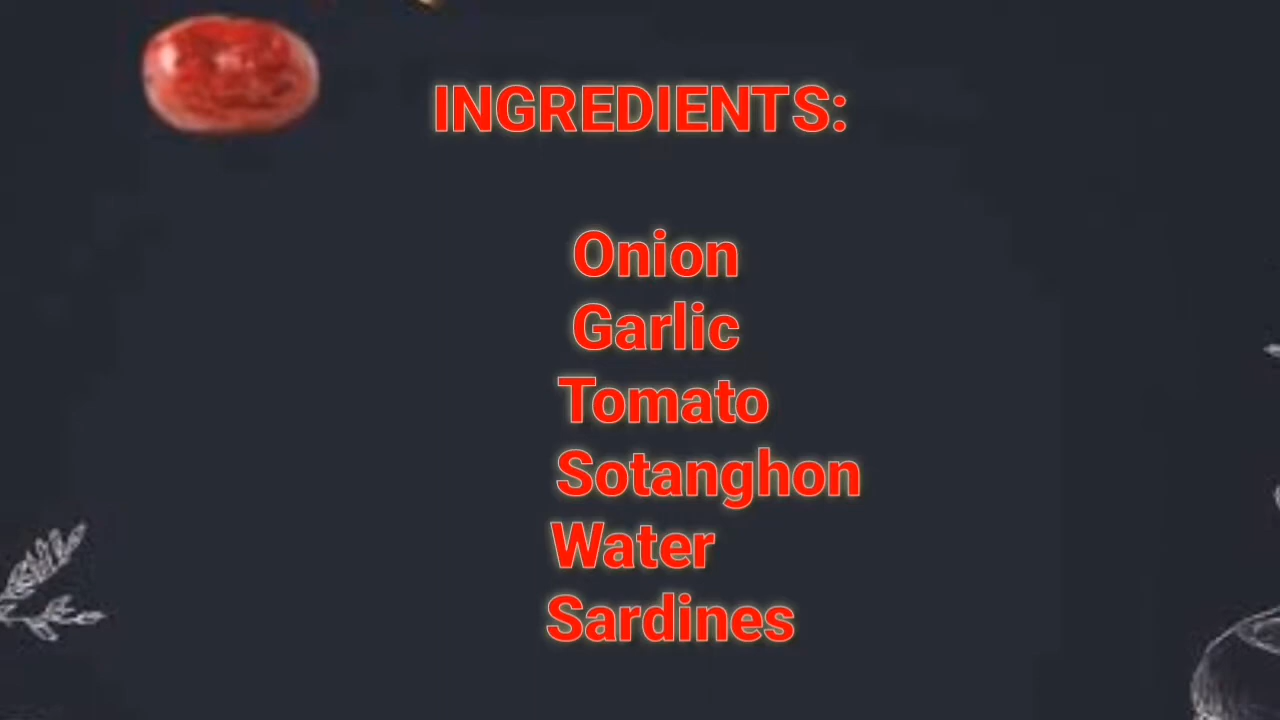 INGREDIENTS:
Onion
Garlic
Tomato
Sotanghon
Water
Sardines